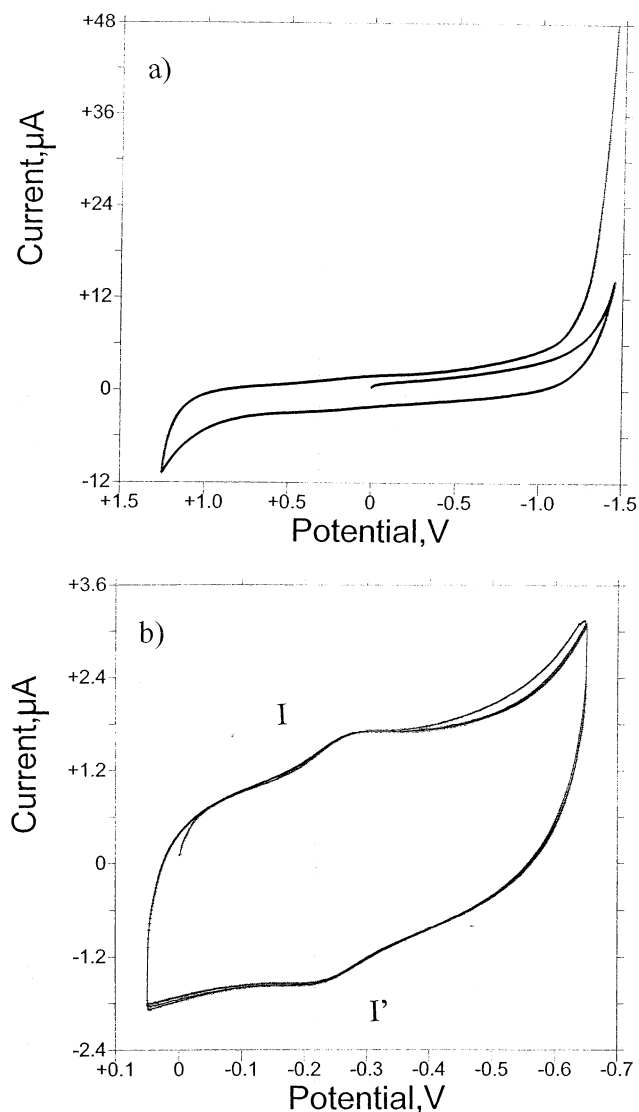 +48
a)
+36
Current,µA
+24
+12
0
-12
+1.5 +1.0 +0.5 0 -0.5 -1.0 -1.5
Potential,V
+3.6
b)
+2.4
I
Current,µA
+1.2
0
-1.2
I’
-2.4
+0.1 0 -0.1 -0.2 -0.3 -0.4 -0.5 -0.6 -0.7
Potential,V